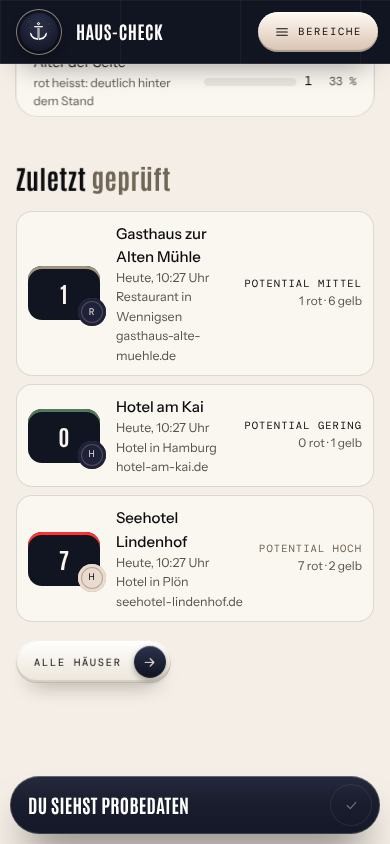 HAUS-CHECK
BEREICHE
Alter der Seite
rot heisst: deutlich hinter
dem Stand
1 33 %
Zuletzt geprüft
Gasthaus zur
Alten Mühle
Heute, 10:27 Uhr
Restaurant in
Wennigsen
gasthaus-alte-
muehle.de
1
R
POTENTIAL MITTEL
1 rot · 6 gelb
Hotel am Kai
Heute, 10:27 Uhr
Hotel in Hamburg
hotel-am-kai.de
0
H
POTENTIAL GERING
0 rot · 1 gelb
Seehotel
Lindenhof
Heute, 10:27 Uhr
Hotel in Plön
seehotel-lindenhof.de
7
H
POTENTIAL HOCH
7 rot · 2 gelb
ALLE HÄUSER
DU SIEHST PROBEDATEN